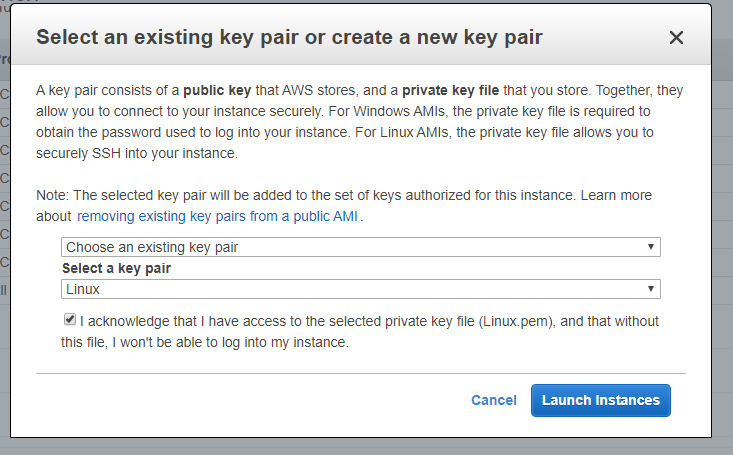 Select an existing key pair or create a new key pair
A key pair consists of a public key that AWS stores, and a private key file that you store. Together, they
allow you to connect to your instance securely. For Windows AMIs, the private key file is required to
obtain the password used to log into your instance. For Linux AMIs, the private key file allows you to
securely SSH into your instance.
Note: The selected key pair will be added to the set of keys authorized for this instance. Learn more
about removing existing key pairs from a public AMI .
Choose an existing key pair
Select a key pair
Linux
I acknowledge that I have access to the selected private key file (Linux.pem), and that without
this file, I won't be able to log into my instance.
Cancel Launch Instances